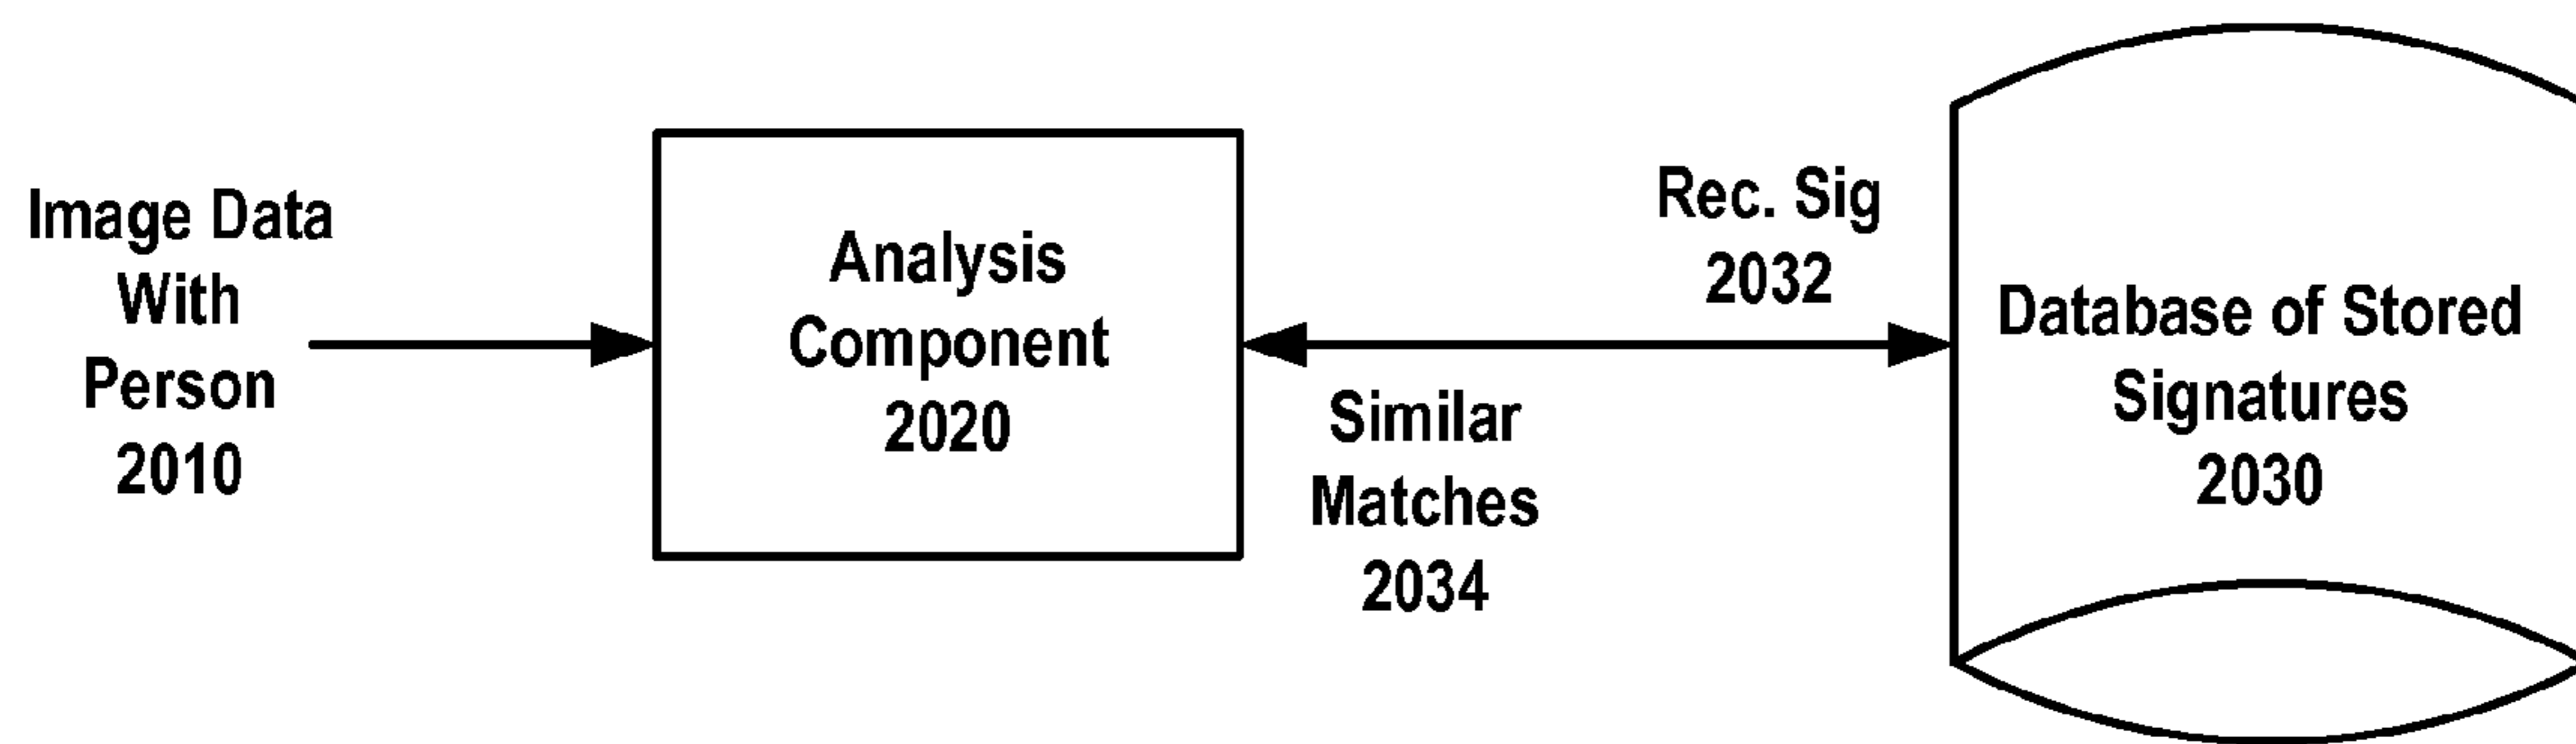 Image Data
With
Person
2010
Analysis
Component
2020
Rec. Sig
2032
Similar
Matches
2034
Database of Stored
Signatures
2030